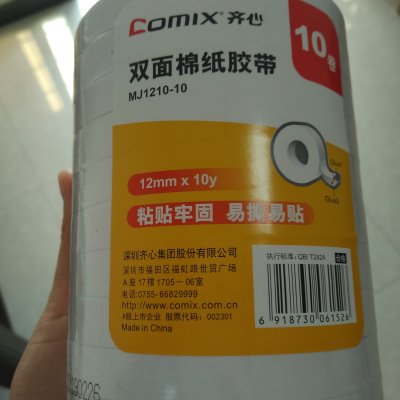 COMIX 齐心
10卷
双面棉纸胶带
MJ1210-10
Glue1
Glue2
12mm x 10y
粘贴牢固 易撕易贴
深圳齐心集团股份有限公司
深圳市福田区福虹路世贸广场
A座17楼1705－06室
电话:0755-66829999
http://www.comix.com.cn
A股上市企业 股票代码：002301
Made in China
执行标准:QB/T2424
合格
6 918730 061526
190226